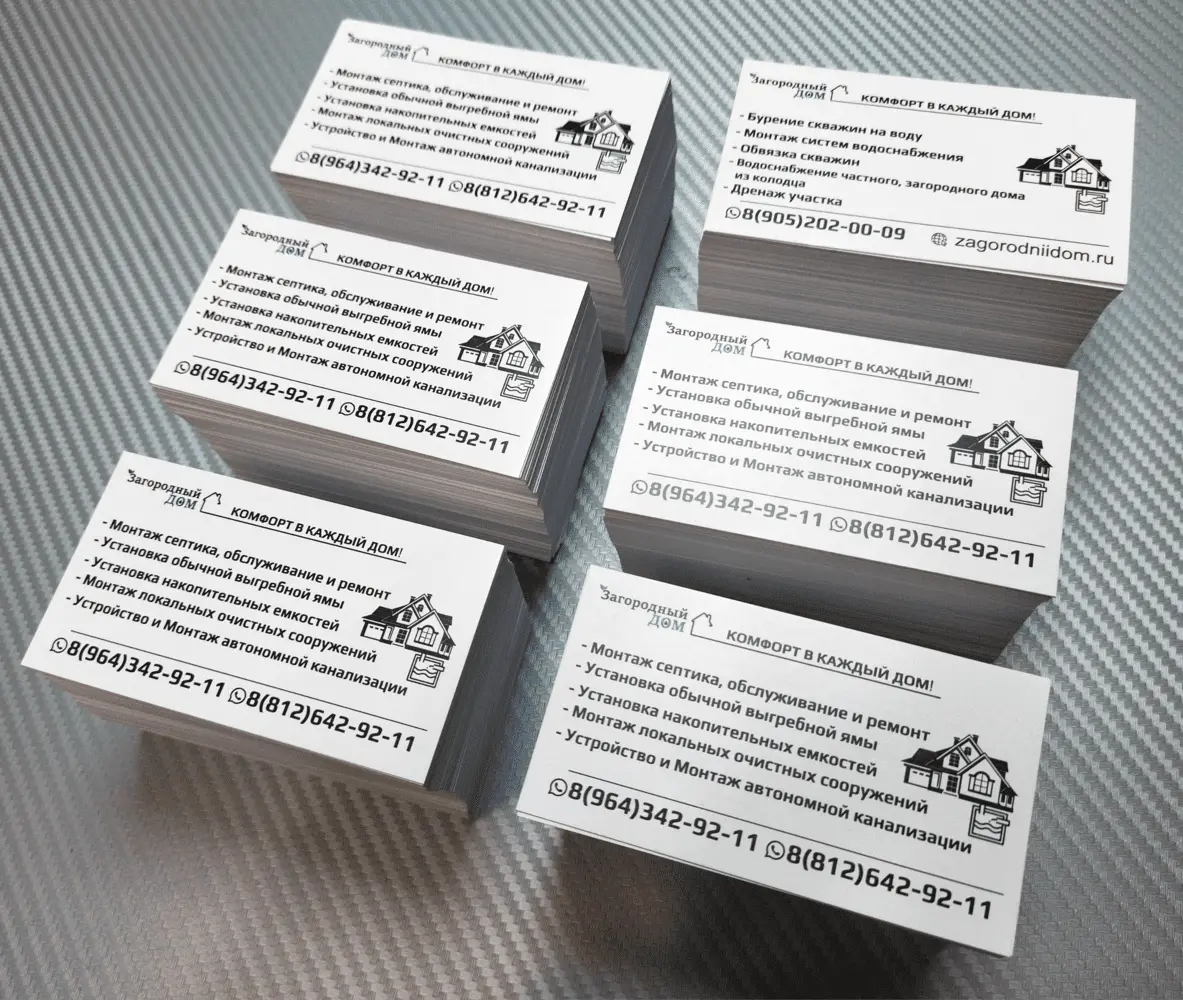 Загородный
ДОМ
КОМФОРТ В КАЖДЫЙ ДОМ!
- Монтаж септика, обслуживание и ремонт
- Установка обычной выгребной ямы
- Установка накопительных емкостей
- Монтаж локальных очистных сооружений
- Устройство и Монтаж автономной канализации
8(964)342-92-11 8(812)642-92-11
Загородный
ДОМ
КОМФОРТ В КАЖДЫЙ ДОМ!
- Бурение скважин на воду
- Монтаж систем водоснабжения
- Обвязка скважин
- Водоснабжение частного, загородного дома
из колодца
- Дренаж участка
8(905)202-00-09 zagorodniidom.ru
Загородный
ДОМ
КОМФОРТ В КАЖДЫЙ ДОМ!
- Монтаж септика, обслуживание и ремонт
- Установка обычной выгребной ямы
- Установка накопительных емкостей
- Монтаж локальных очистных сооружений
- Устройство и Монтаж автономной канализации
8(964)342-92-11 8(812)642-92-11
Загородный
ДОМ
КОМФОРТ В КАЖДЫЙ ДОМ!
- Монтаж септика, обслуживание и ремонт
- Установка обычной выгребной ямы
- Установка накопительных емкостей
- Монтаж локальных очистных сооружений
- Устройство и Монтаж автономной канализации
8(964)342-92-11 8(812)642-92-11
Загородный
ДОМ
КОМФОРТ В КАЖДЫЙ ДОМ!
- Монтаж септика, обслуживание и ремонт
- Установка обычной выгребной ямы
- Установка накопительных емкостей
- Монтаж локальных очистных сооружений
- Устройство и Монтаж автономной канализации
8(964)342-92-11 8(812)642-92-11
Загородный
ДОМ
КОМФОРТ В КАЖДЫЙ ДОМ!
- Монтаж септика, обслуживание и ремонт
- Установка обычной выгребной ямы
- Установка накопительных емкостей
- Монтаж локальных очистных сооружений
- Устройство и Монтаж автономной канализации
8(964)342-92-11 8(812)642-92-11